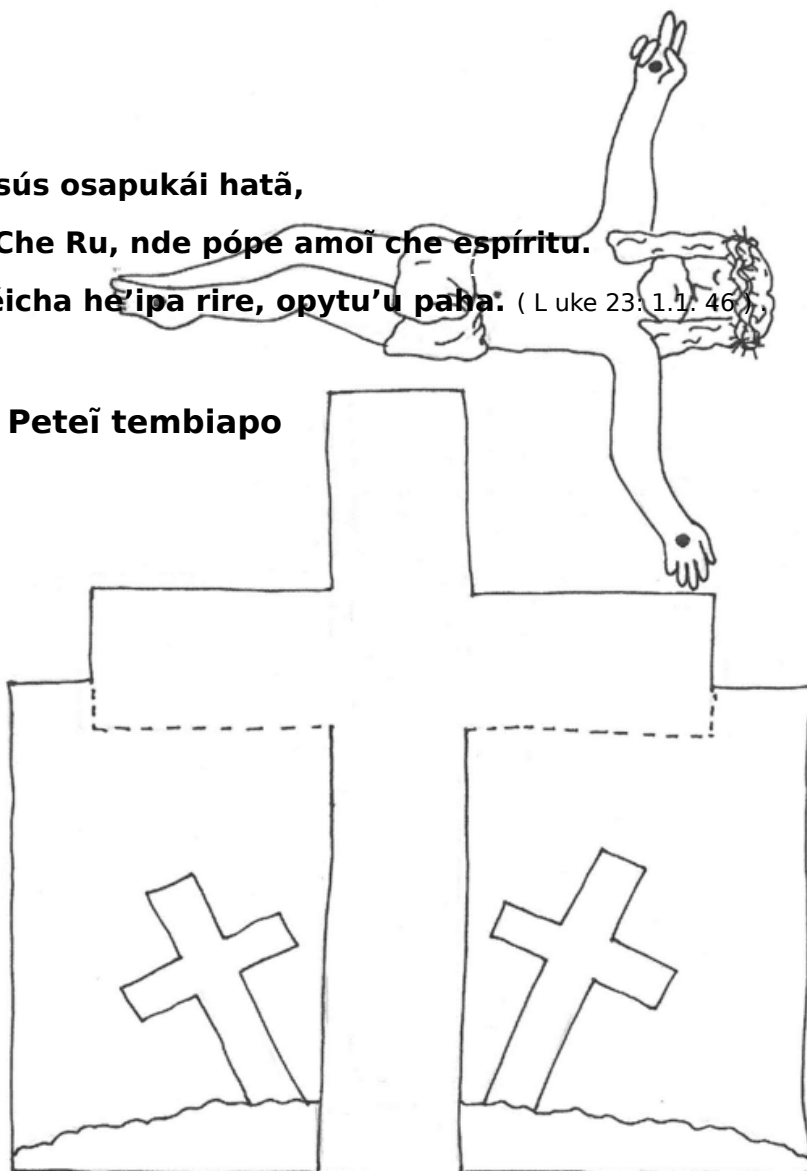 sús osapukái hatã,
Che Ru, nde pópe amoĩ che espíritu.
éicha he’ipa rire, opytu’u paha. ( L uke 23: 1.1. 46 ) .
Peteĩ tembiapo